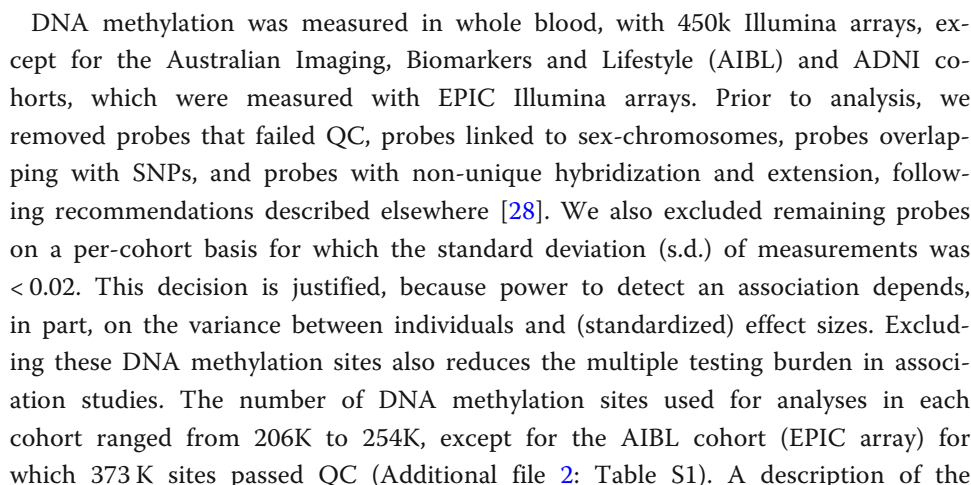 DNA methylation was measured in whole blood, with 450k Illumina arrays, ex-
cept for the Australian Imaging, Biomarkers and Lifestyle (AIBL) and ADNI co-
horts, which were measured with EPIC Illumina arrays. Prior to analysis, we
removed probes that failed QC, probes linked to sex-chromosomes, probes overlap-
ping with SNPs, and probes with non-unique hybridization and extension, follow-
ing recommendations described elsewhere [28]. We also excluded remaining probes
on a per-cohort basis for which the standard deviation (s.d.) of measurements was
< 0.02. This decision is justified, because power to detect an association depends,
in part, on the variance between individuals and (standardized) effect sizes. Exclud-
ing these DNA methylation sites also reduces the multiple testing burden in associ-
ation studies. The number of DNA methylation sites used for analyses in each
cohort ranged from 206K to 254K, except for the AIBL cohort (EPIC array) for
which 373 K sites passed QC (Additional file 2: Table S1). A description of the